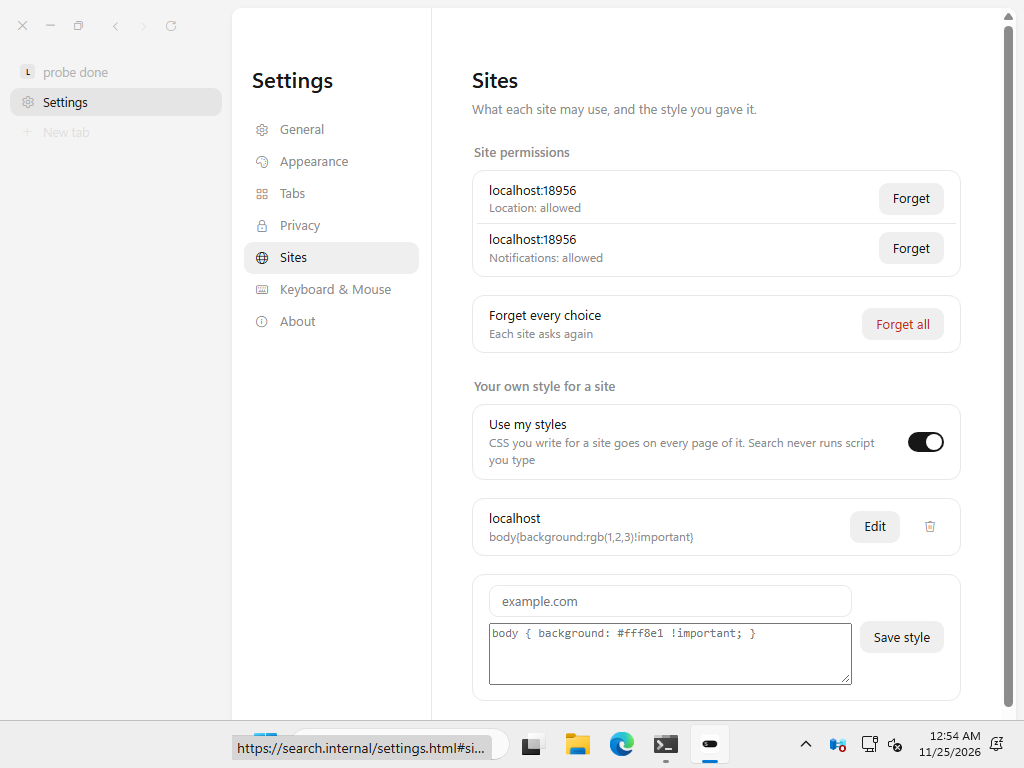 L probe done
Settings
+ New tab
Settings
General
Appearance
Tabs
Privacy
Sites
Keyboard & Mouse
About
Sites
What each site may use, and the style you gave it.
Site permissions
localhost:18956
Location: allowed
Forget
localhost:18956
Notifications: allowed
Forget
Forget every choice
Each site asks again
Forget all
Your own style for a site
Use my styles
CSS you write for a site goes on every page of it. Search never runs script
you type
localhost
body{background:rgb(1,2,3)!important}
Edit
example.com
body { background: #fff8e1 !important; }
Save style
https://search.internal/settings.html#si...
12:54 AM
11/25/2026